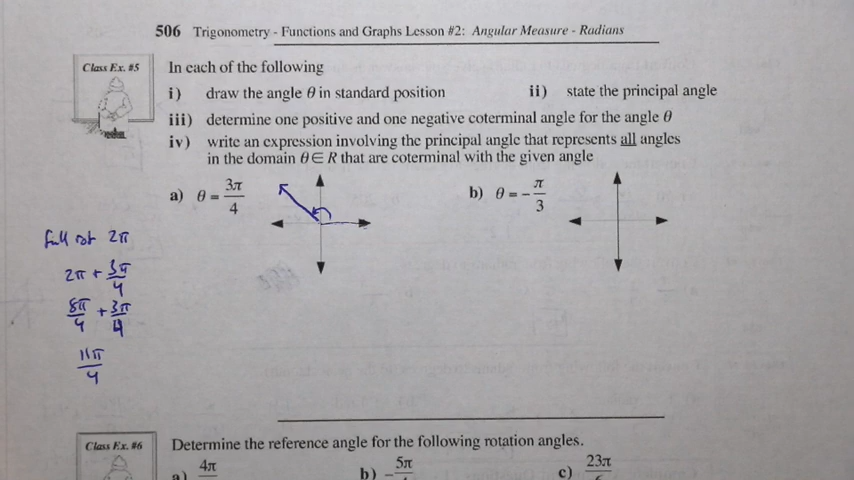 506 Trigonometry - Functions and Graphs Lesson #2: Angular Measure - Radians
Class Ex. #5
In each of the following
i) draw the angle θ in standard position
ii) state the principal angle
iii) determine one positive and one negative coterminal angle for the angle θ
iv) write an expression involving the principal angle that represents all angles
in the domain θ ∈ R that are coterminal with the given angle
a) θ = 3π/4
b) θ = -π/3
full rot 2π
2π + 3π/4
8π/4 + 3π/4
11π/4
Class Ex. #6
Determine the reference angle for the following rotation angles.
a) 4π
b) -5π
c) 23π